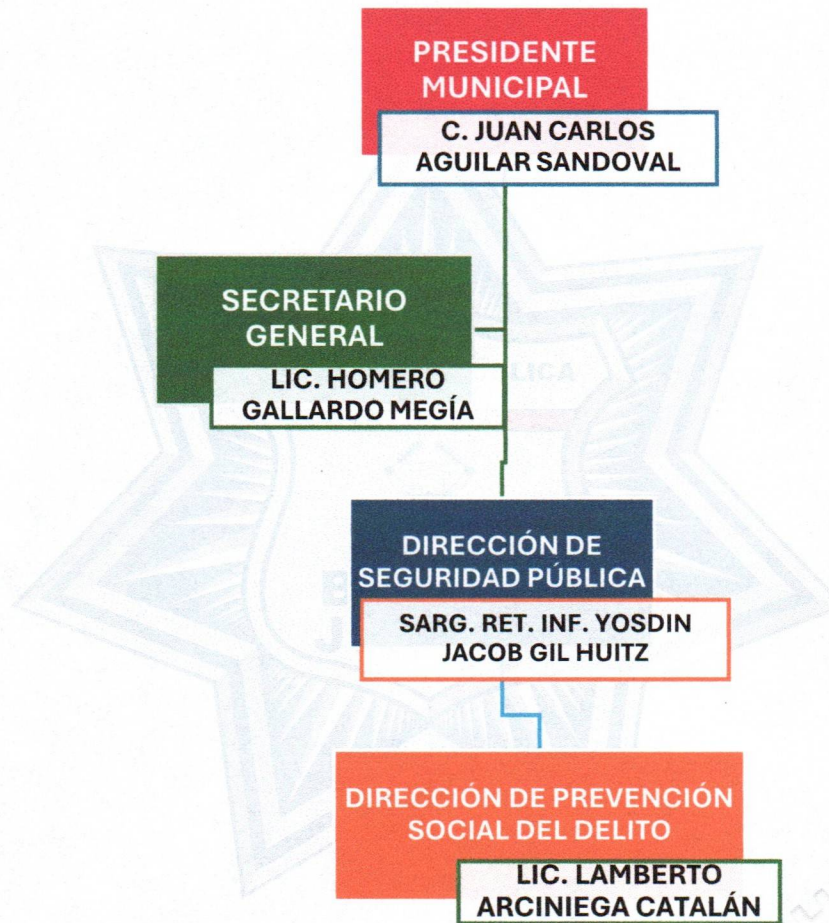 PRESIDENTE
MUNICIPAL
C. JUAN CARLOS
AGUILAR SANDOVAL
SECRETARIO
GENERAL
LIC. HOMERO
GALLARDO MEGÍA
LICA
DIRECCIÓN DE
SEGURIDAD PÚBLICA
SARG. RET. INF. YOSDIN
JACOB GIL HUITZ
DIRECCIÓN DE PREVENCIÓN
SOCIAL DEL DELITO
LIC. LAMBERTO
ARCINIEGA CATALÁN